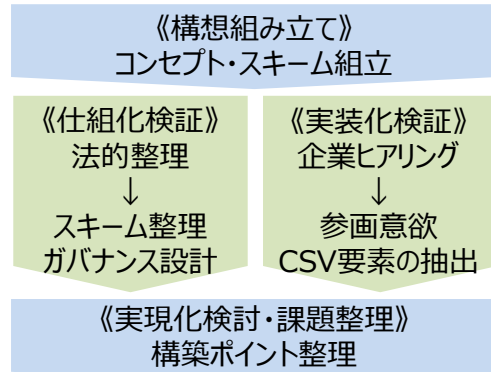 《構想組み立て》
コンセプト・スキーム組立
《仕組化検証》
法的整理
↓
スキーム整理
ガバナンス設計
《実装化検証》
企業ヒアリング
↓
参画意欲
CSV要素の抽出
《実現化検討・課題整理》
構築ポイント整理